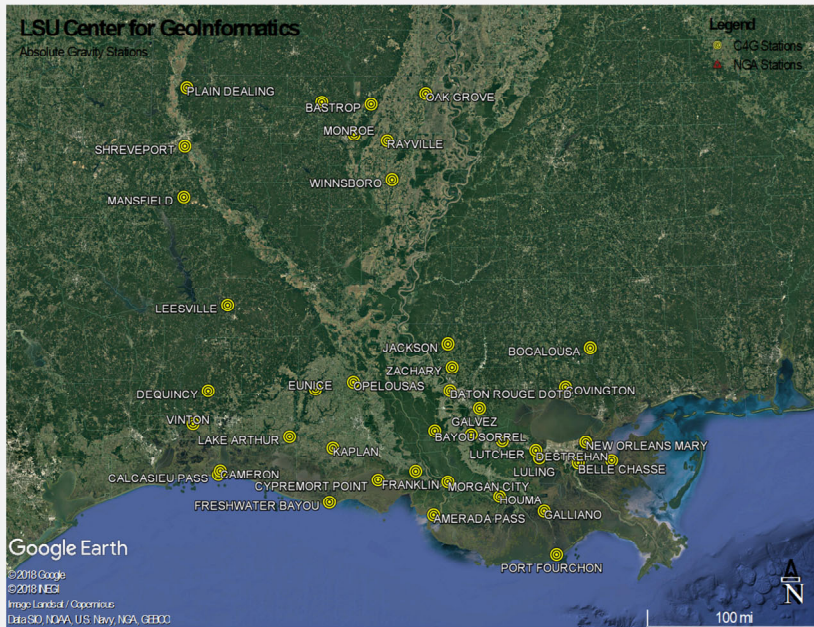 LSU Center for GeoInformatics
Absolute Gravity Stations
Legend
C4G Stations
NGA Stations
PLAIN DEALING
BASTROP
OAK GROVE
MONROE
RAYVILLE
SHREVEPORT
WINNSBORO
MANSFIELD
LEESVILLE
JACKSON
BOGALOUSA
ZACHARY
EUNICE
OPELOUSAS
DEQUINCY
BATON ROUGE DOTD
COVINGTON
VINTON
GALVEZ
LAKE ARTHUR
BAYOU SORREL
NEW ORLEANS MARY
KAPLAN
LUTCHER
DESTREHAN
CALCASIEU PASS
CAMERON
LULING
BELLE CHASSE
CYPREMORT POINT
FRANKLIN
MORGAN CITY
FRESHWATER BAYOU
HOUMA
AMERADA PASS
GALLIANO
Google Earth
PORT FOURCHON
© 2018 Google
© 2018 INEGI
Image Landsat / Copernicus
Data SIO, NOAA, U.S. Navy, NGA, GEBCO
N
100 mi